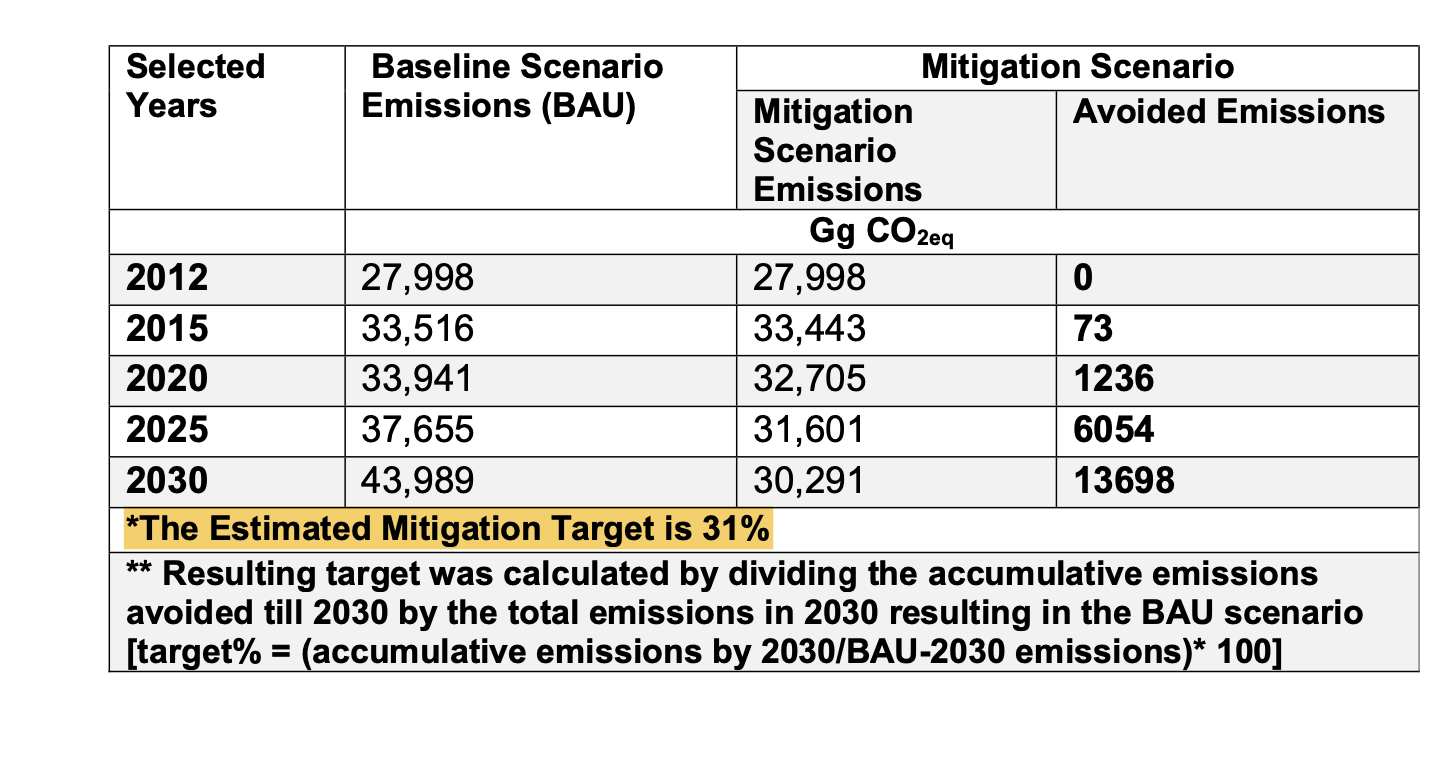 Selected Years
Baseline Scenario Emissions (BAU)
Mitigation Scenario
Mitigation Scenario Emissions
Avoided Emissions
Gg CO2eq
2012 27,998 27,998 0
2015 33,516 33,443 73
2020 33,941 32,705 1236
2025 37,655 31,601 6054
2030 43,989 30,291 13698
*The Estimated Mitigation Target is 31%
** Resulting target was calculated by dividing the accumulative emissions
avoided till 2030 by the total emissions in 2030 resulting in the BAU scenario
[target% = (accumulative emissions by 2030/BAU-2030 emissions)* 100]